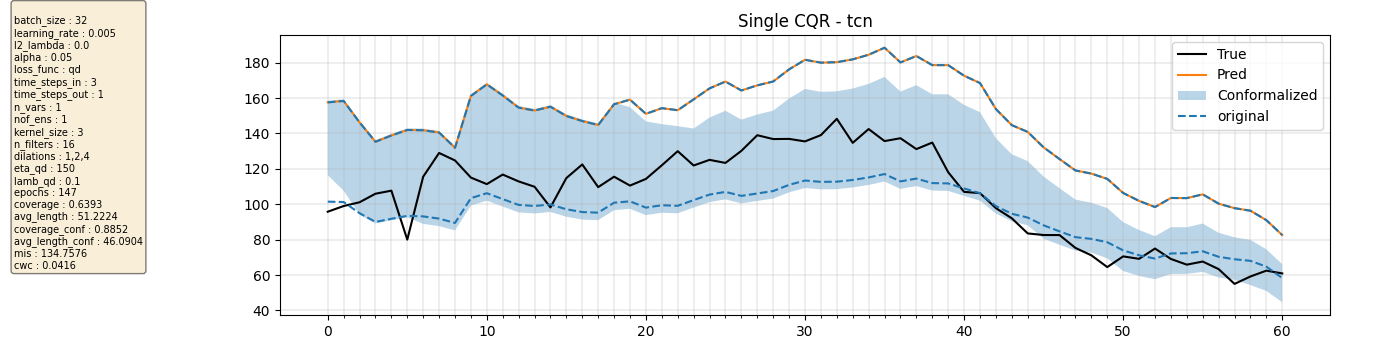 batch_size : 32
learning_rate : 0.005
l2_lambda : 0.0
alpha : 0.05
loss_func : qd
time_steps_in : 3
time_steps_out : 1
n_vars : 1
nof_ens : 1
kernel_size : 3
n_filters : 16
dilations : 1,2,4
eta_qd : 150
lamb_qd : 0.1
epochs : 147
coverage : 0.6393
avg_length : 51.2224
coverage_conf : 0.8852
avg_length_conf : 46.0904
mis : 134.7576
cwc : 0.0416
Single CQR - tcn
True
Pred
Conformalized
original
180
160
140
120
100
80
60
40
0 10 20 30 40 50 60